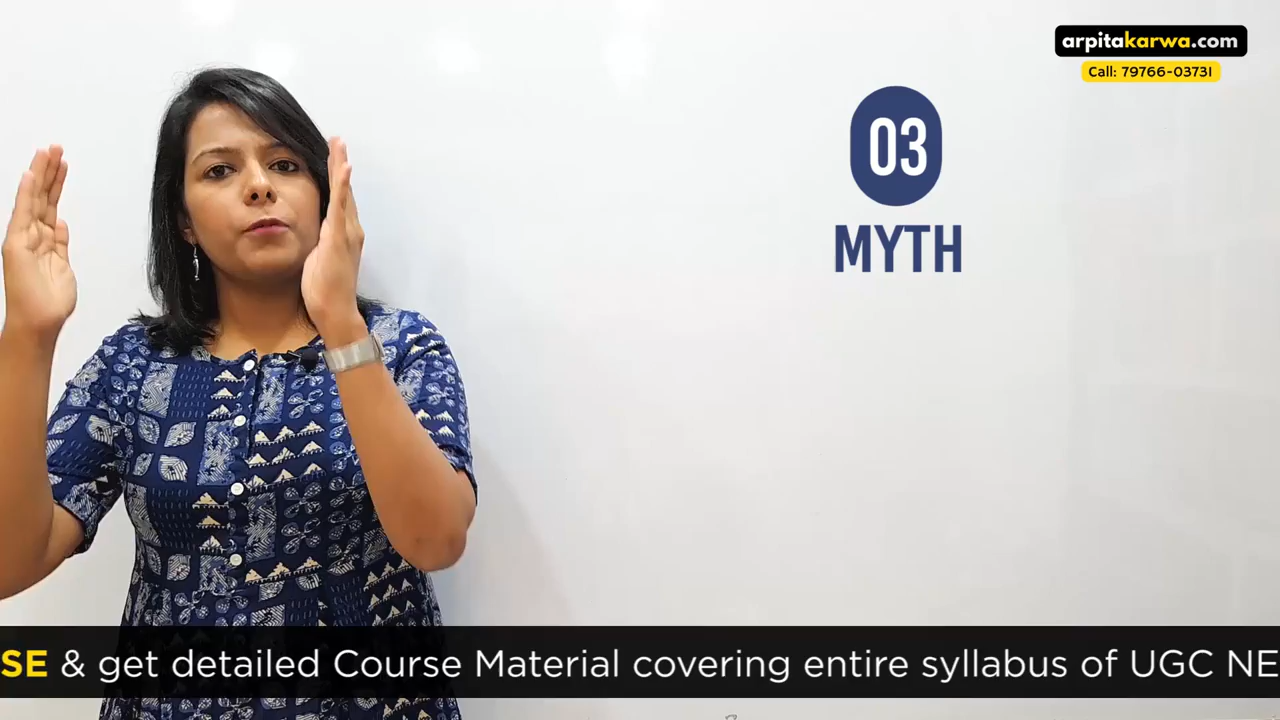 arpitakarwa.com
Call: 79766-03731
03
MYTH
SE & get detailed Course Material covering entire syllabus of UGC NE